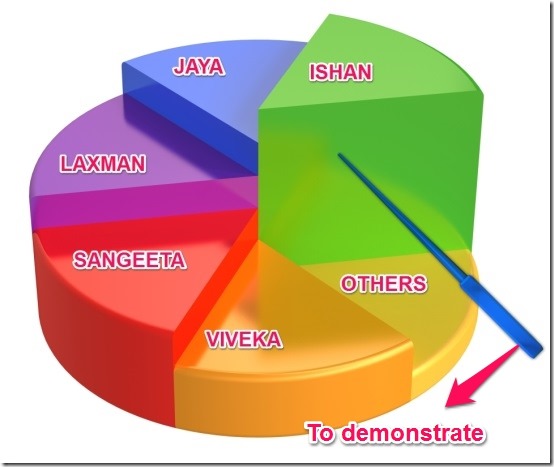 JAYA
ISHAN
LAXMAN
SANGEETA
OTHERS
VIVEKA
To demonstrate